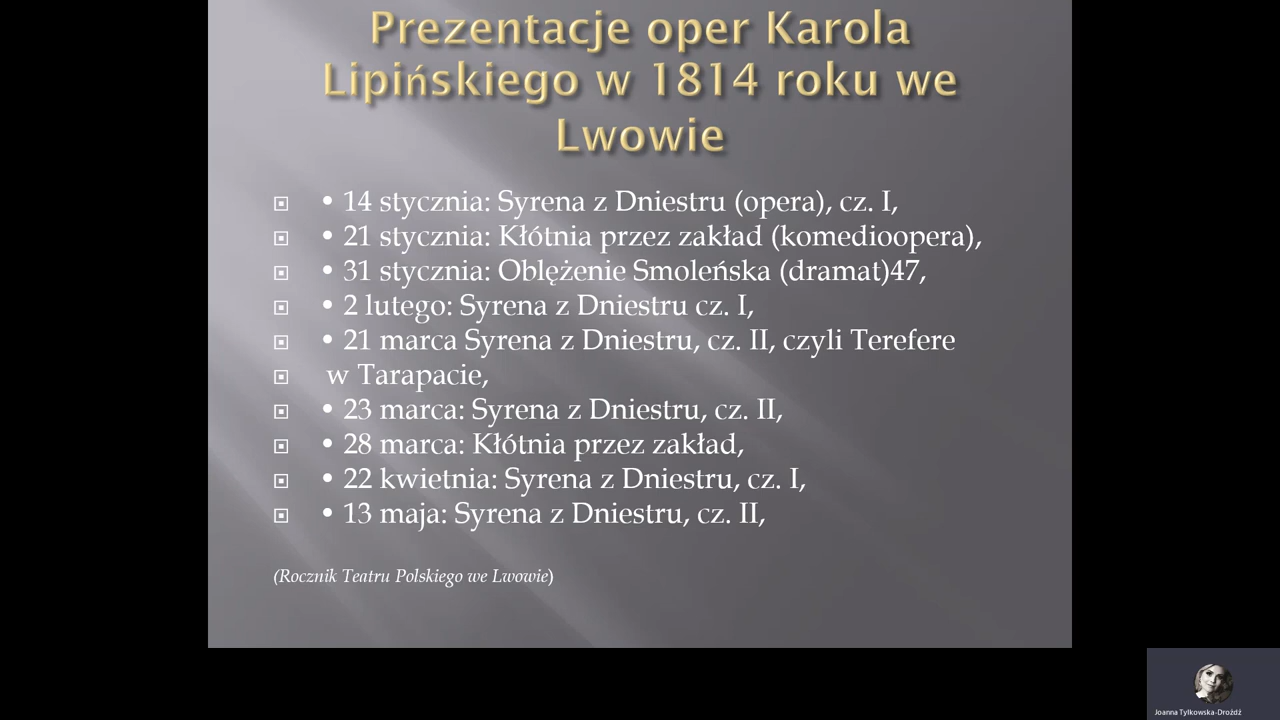 Prezentacje oper Karola
Lipińskiego w 1814 roku we
Lwowie
• 14 stycznia: Syrena z Dniestru (opera), cz. I,
• 21 stycznia: Kłótnia przez zakład (komedioopera),
• 31 stycznia: Oblężenie Smoleńska (dramat)47,
• 2 lutego: Syrena z Dniestru cz. I,
• 21 marca Syrena z Dniestru, cz. II, czyli Terefere
w Tarapacie,
• 23 marca: Syrena z Dniestru, cz. II,
• 28 marca: Kłótnia przez zakład,
• 22 kwietnia: Syrena z Dniestru, cz. I,
• 13 maja: Syrena z Dniestru, cz. II,
(Rocznik Teatru Polskiego we Lwowie)
Joanna Tylkowska-Drożdż